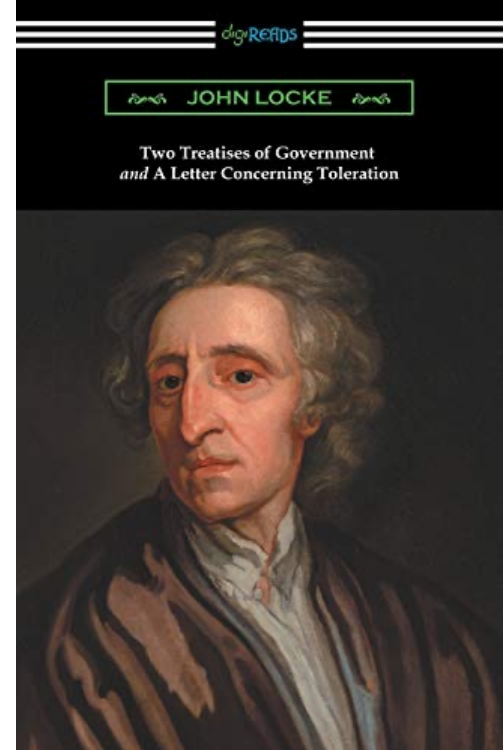 digiREADS
JOHN LOCKE
Two Treatises of Government
and A Letter Concerning Toleration